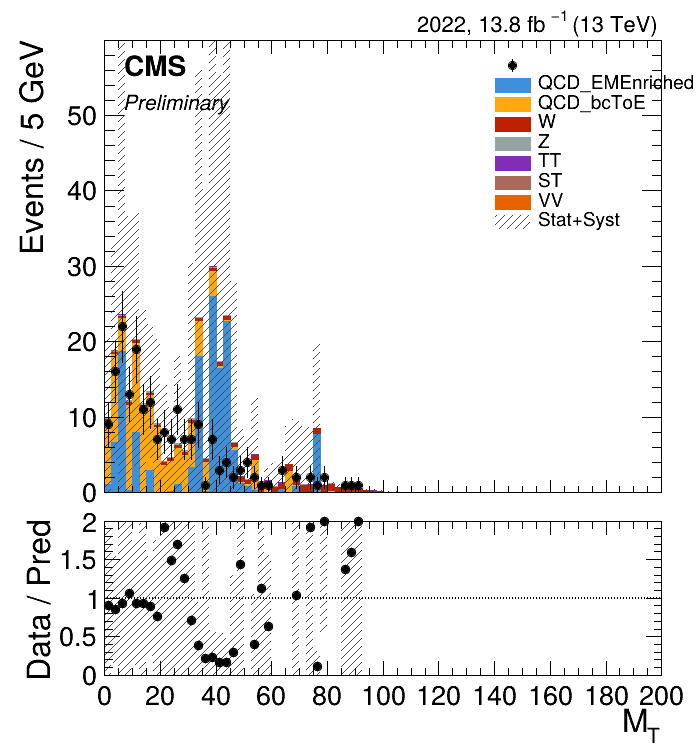 2022, 13.8 fb⁻¹ (13 TeV)
CMS
Preliminary
QCD_EMEnriched
QCD_bcToE
W
Z
TT
ST
VV
Stat+Syst
Events / 5 GeV
50
40
30
20
10
0
Data / Pred
2
1.5
1
0.5
0
0 20 40 60 80 100 120 140 160 180 200
M_T